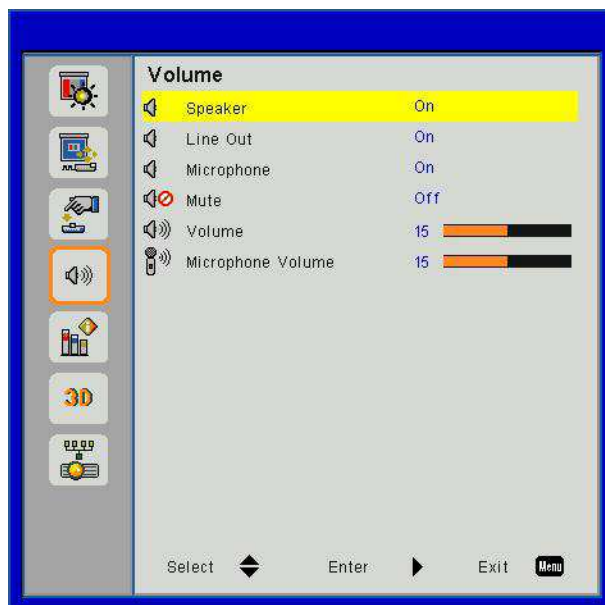 Volume
Speaker On
Line Out On
Microphone On
Mute Off
Volume 15
Microphone Volume 15
3D
Select Enter Exit Menu